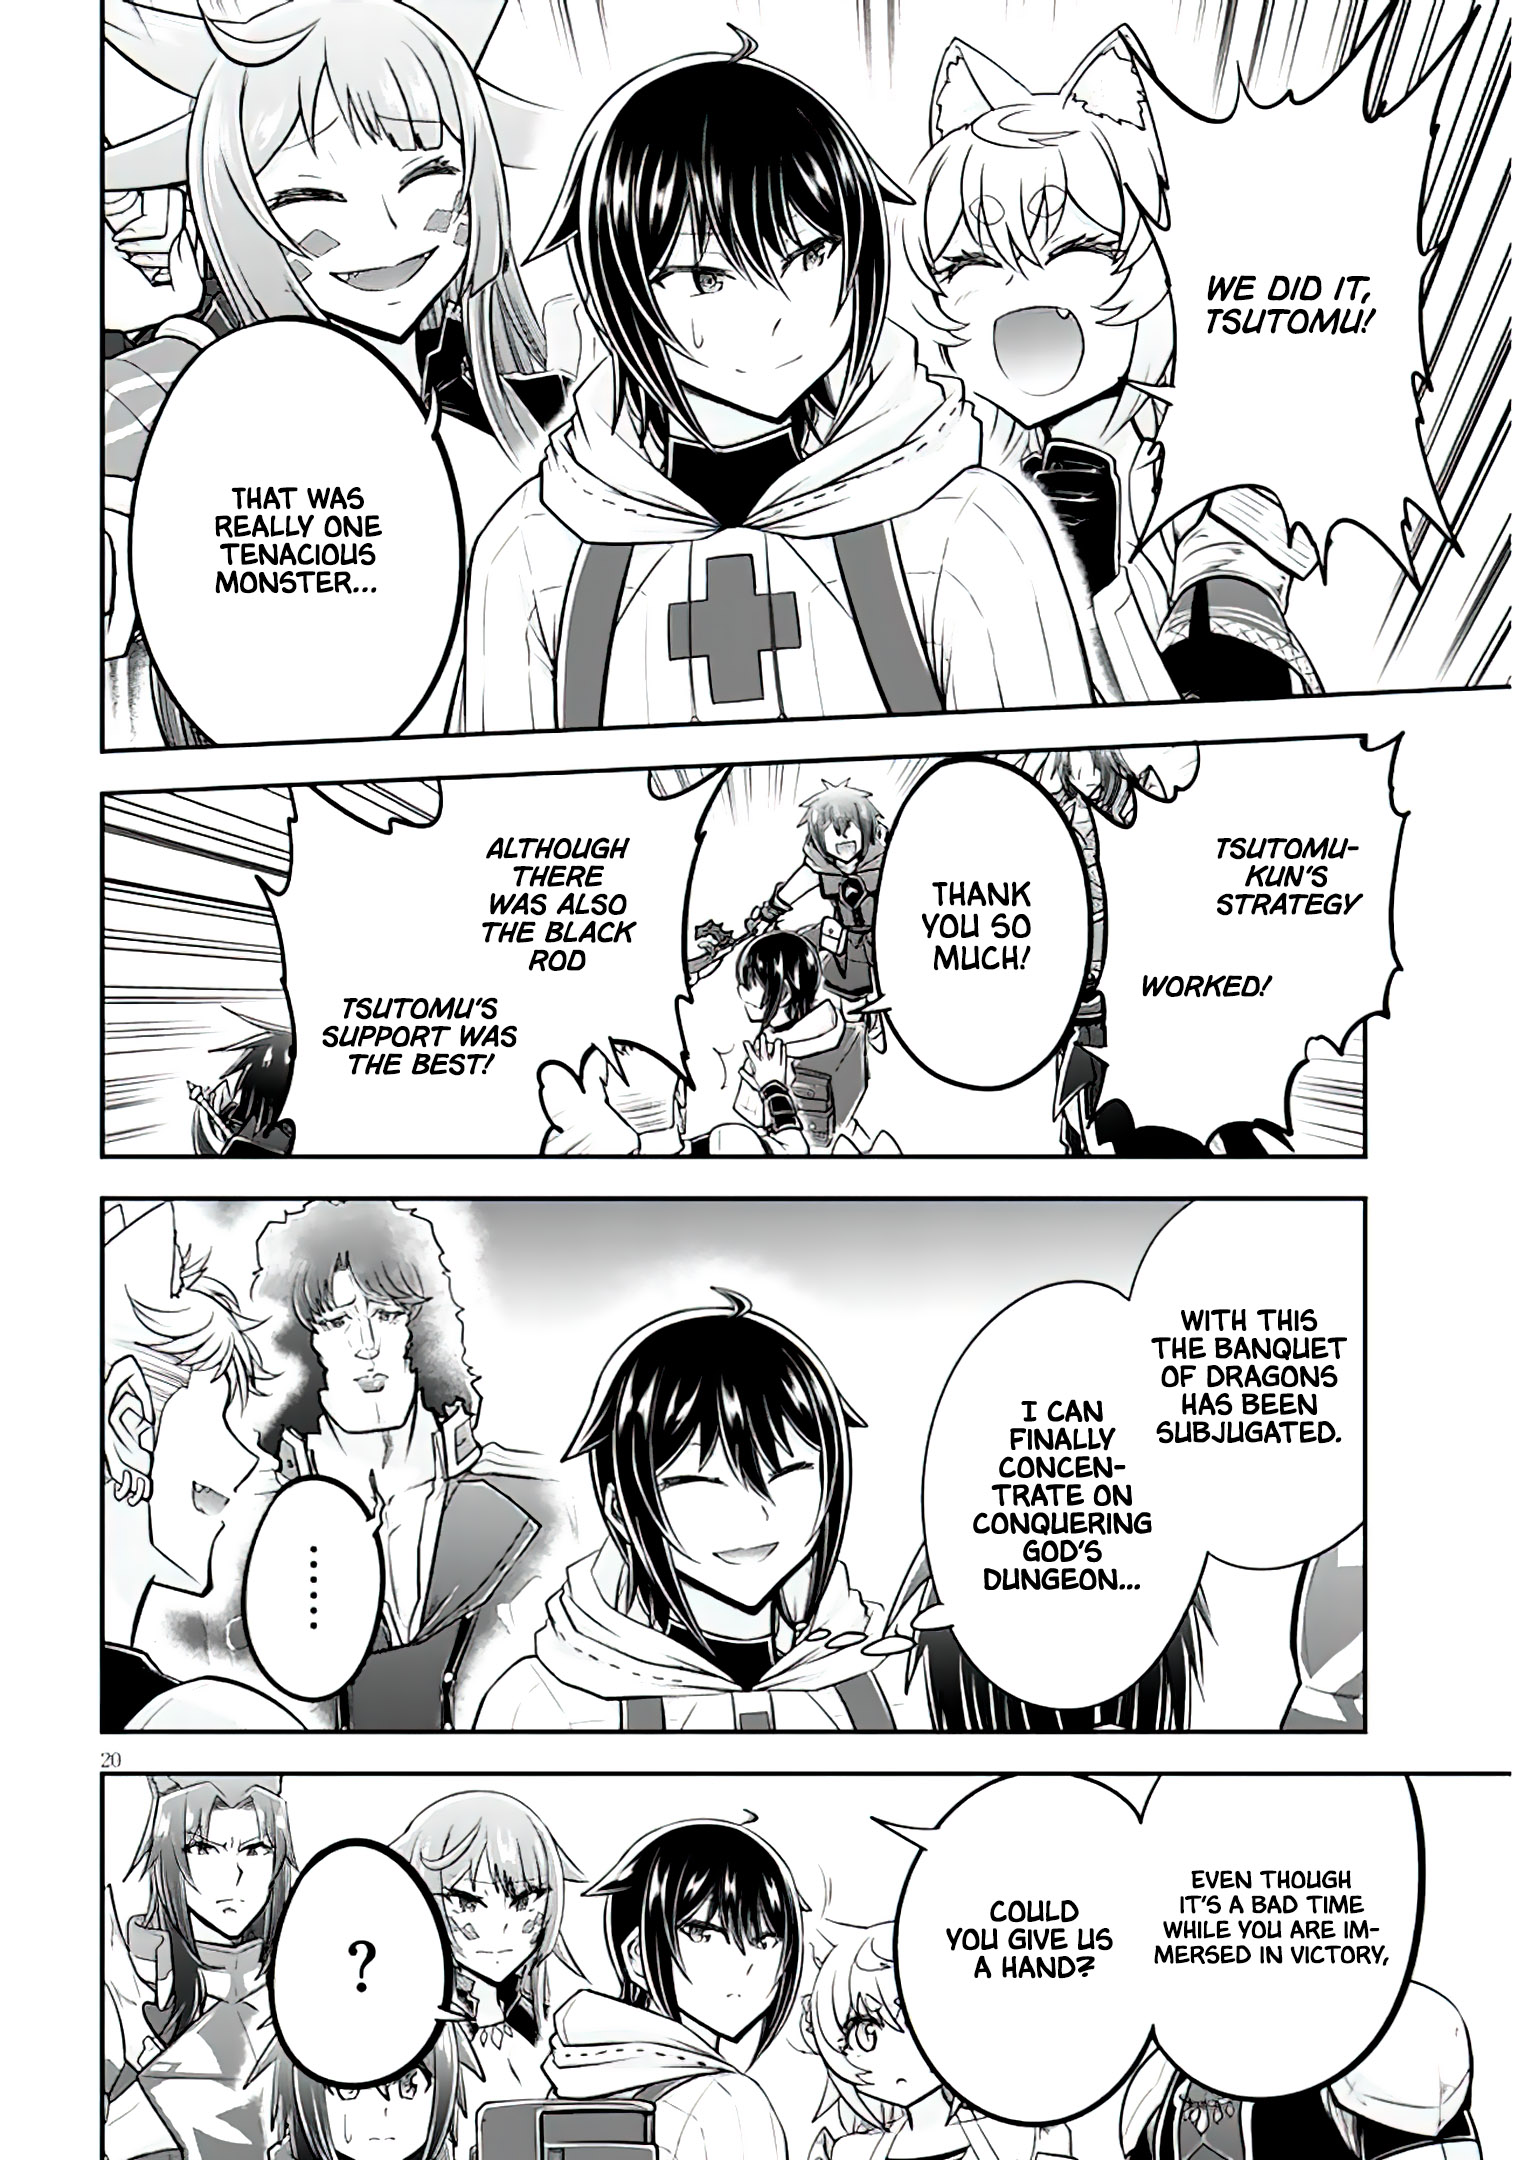 WE DID IT,
TSUTOMU!
THAT WAS
REALLY ONE
TENACIOUS
MONSTER...
TSUTOMU-
KUN'S
STRATEGY
WORKED!
THANK
YOU SO
MUCH!
ALTHOUGH
THERE
WAS ALSO
THE BLACK
ROD
TSUTOMU'S
SUPPORT WAS
THE BEST!
WITH THIS
THE BANQUET
OF DRAGONS
HAS BEEN
SUBJUGATED.
I CAN
FINALLY
CONCEN-
TRATE ON
CONQUERING
GOD'S
DUNGEON...
......
20
EVEN THOUGH
IT'S A BAD TIME
WHILE YOU ARE IM-
MERSED IN VICTORY,
COULD
YOU GIVE US
A HAND?
?